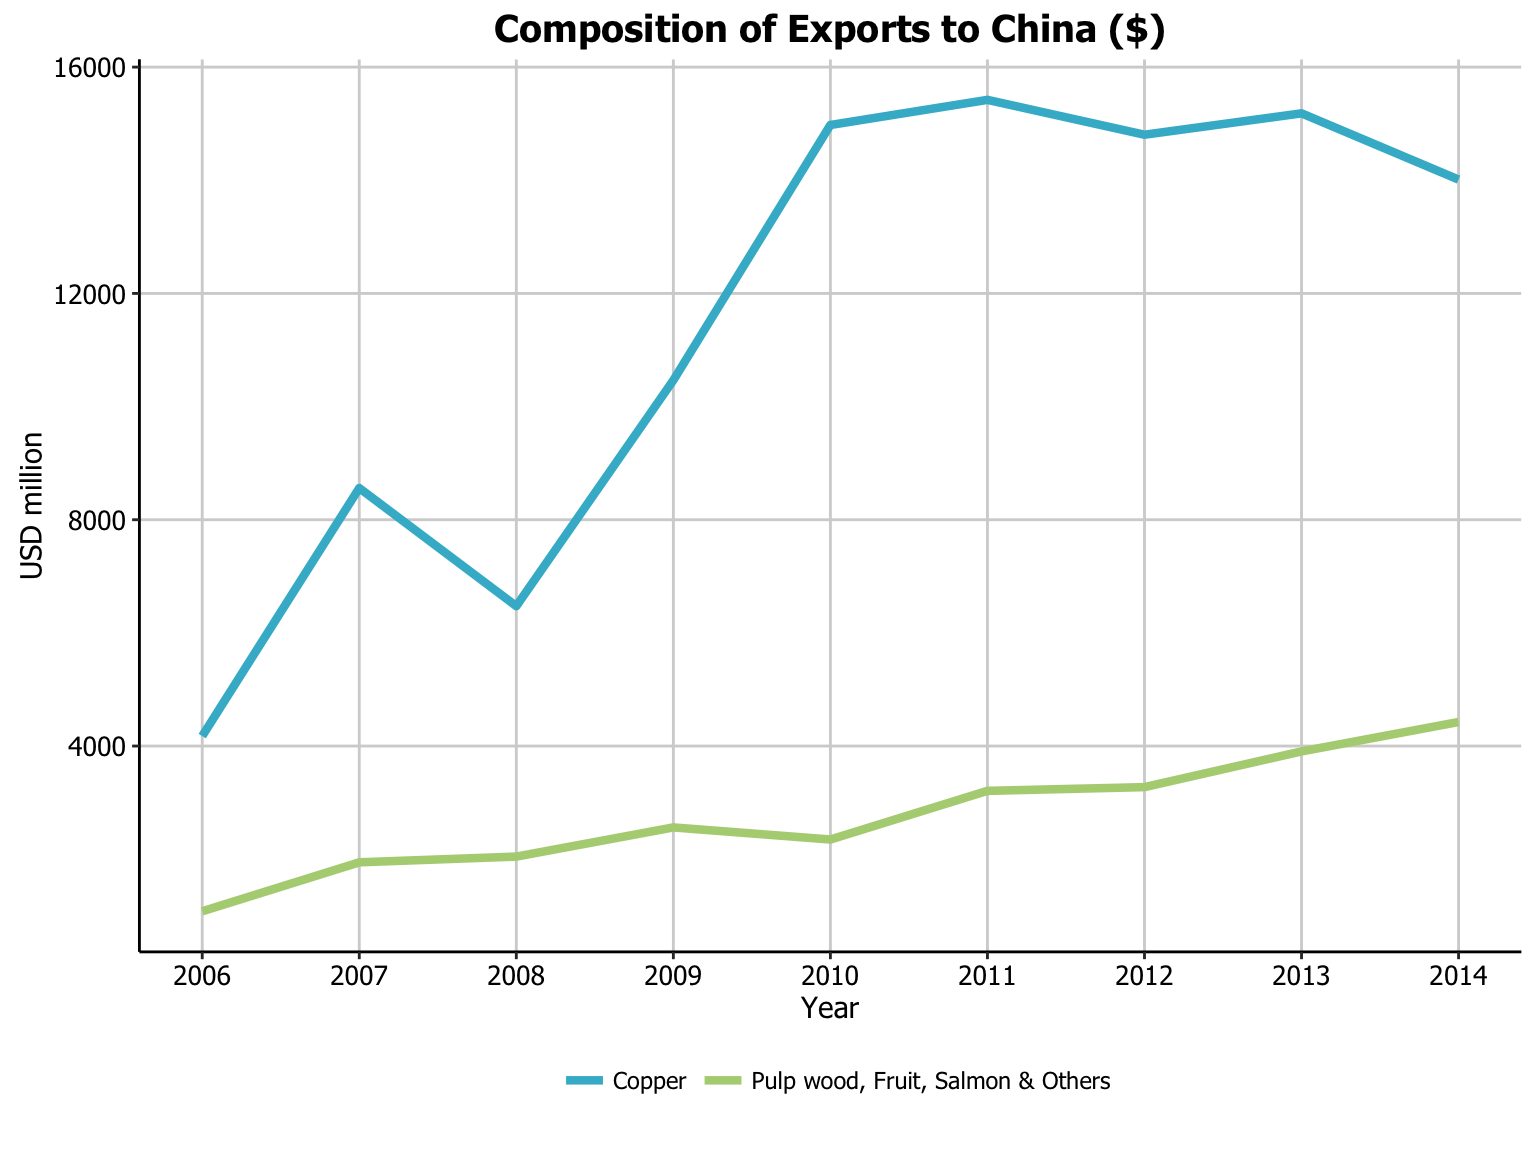 Composition of Exports to China ($)
16000
12000
8000
4000
USD million
2006 2007 2008 2009 2010 2011 2012 2013 2014
Year
Copper Pulp wood, Fruit, Salmon & Others